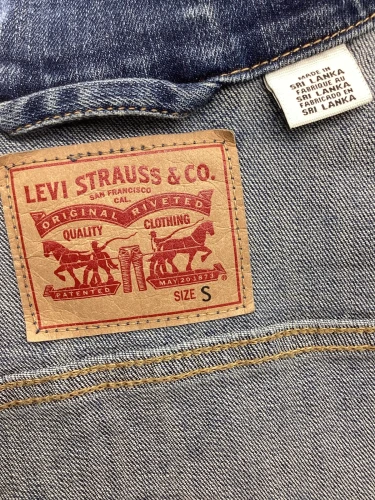 MADE IN
SRI LANKA
FABRIQUÉ AU
SRI LANKA
FABRICADO EN
SRI LANKA
LEVI STRAUSS & CO.
SAN FRANCISCO
CAL.
ORIGINAL RIVETED
QUALITY CLOTHING
PATENTED MAY 20 1873 ®
SIZE S